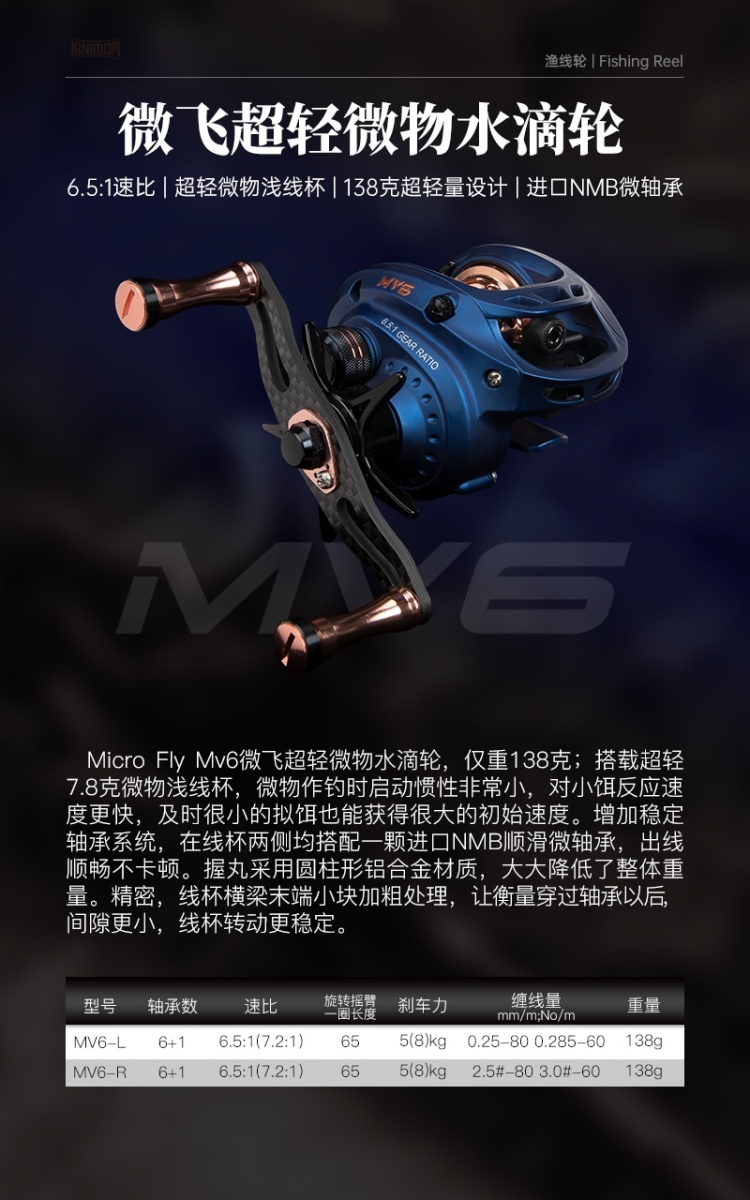 KINGDOM
渔线轮 | Fishing Reel
微飞超轻微物水滴轮
6.5:1速比 | 超轻微物浅线杯 | 138克超轻量设计 | 进口NMB微轴承
MV6
6.5:1 GEAR RATIO
MV6
Micro Fly Mv6微飞超轻微物水滴轮，仅重138克；搭载超轻
7.8克微物浅线杯，微物作钓时启动惯性非常小，对小饵反应速
度更快，及时很小的拟饵也能获得很大的初始速度。增加稳定
轴承系统，在线杯两侧均搭配一颗进口NMB顺滑微轴承，出线
顺畅不卡顿。握丸采用圆柱形铝合金材质，大大降低了整体重
量。精密，线杯横梁末端小块加粗处理，让衡量穿过轴承以后，
间隙更小，线杯转动更稳定。
型号 轴承数 速比 旋转摇臂一圈长度 刹车力 缠线量 mm/m;No/m 重量
MV6-L 6+1 6.5:1(7.2:1) 65 5(8)kg 0.25-80 0.285-60 138g
MV6-R 6+1 6.5:1(7.2:1) 65 5(8)kg 2.5#-80 3.0#-60 138g